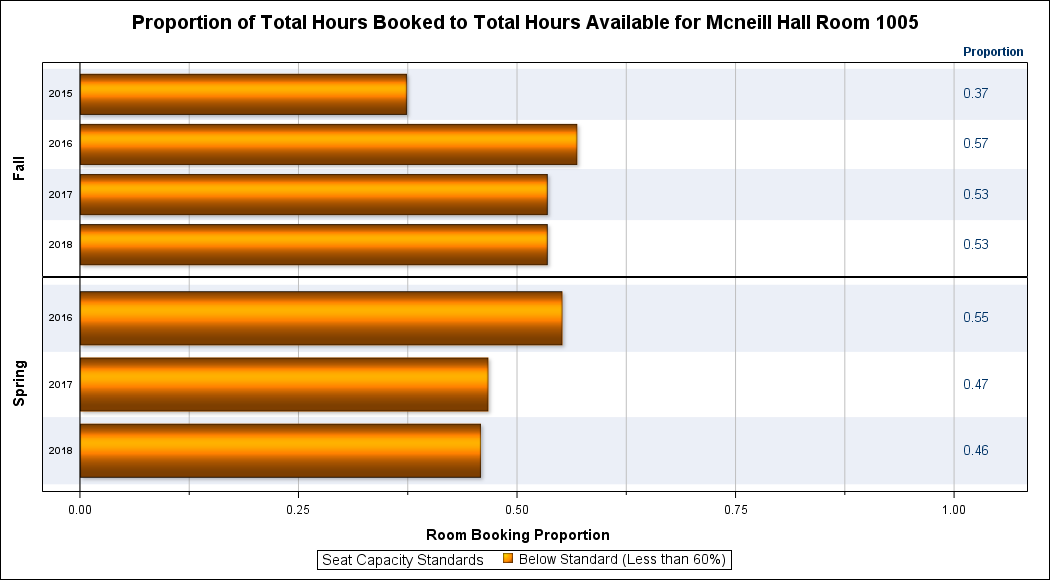 Proportion of Total Hours Booked to Total Hours Available for Mcneill Hall Room 1005
Proportion
Fall
2015 0.37
2016 0.57
2017 0.53
2018 0.53
Spring
2016 0.55
2017 0.47
2018 0.46
0.00 0.25 0.50 0.75 1.00
Room Booking Proportion
Seat Capacity Standards Below Standard (Less than 60%)